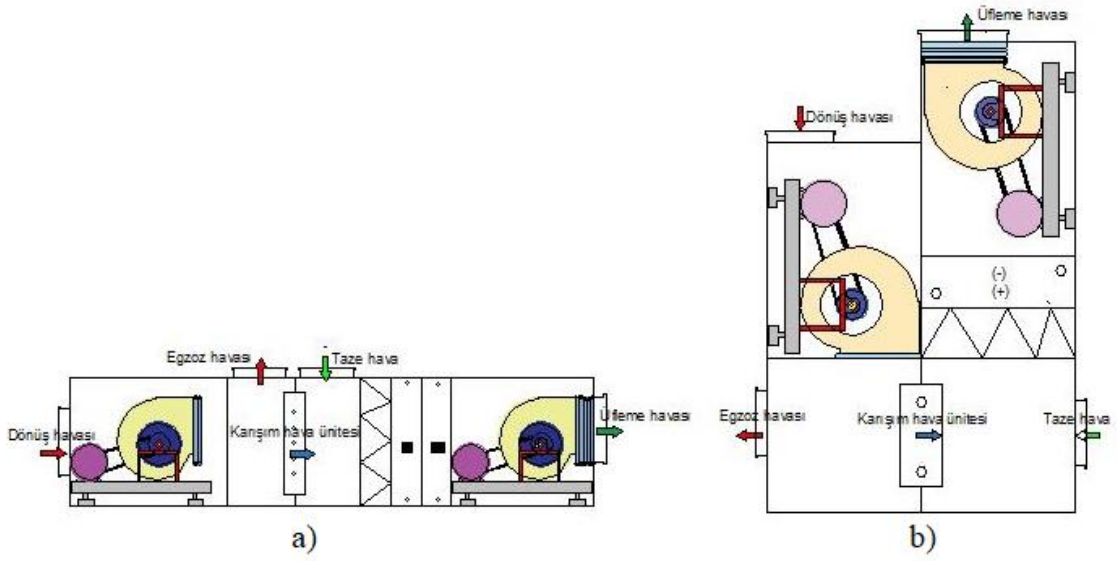 Egzoz havası
Taze hava
Dönüş havası
Karışım hava ünitesi
Üfleme havası
a)
Üfleme havası
Dönüş havası
(-)
(+)
Egzoz havası
Karışım hava ünitesi
Taze hava
b)